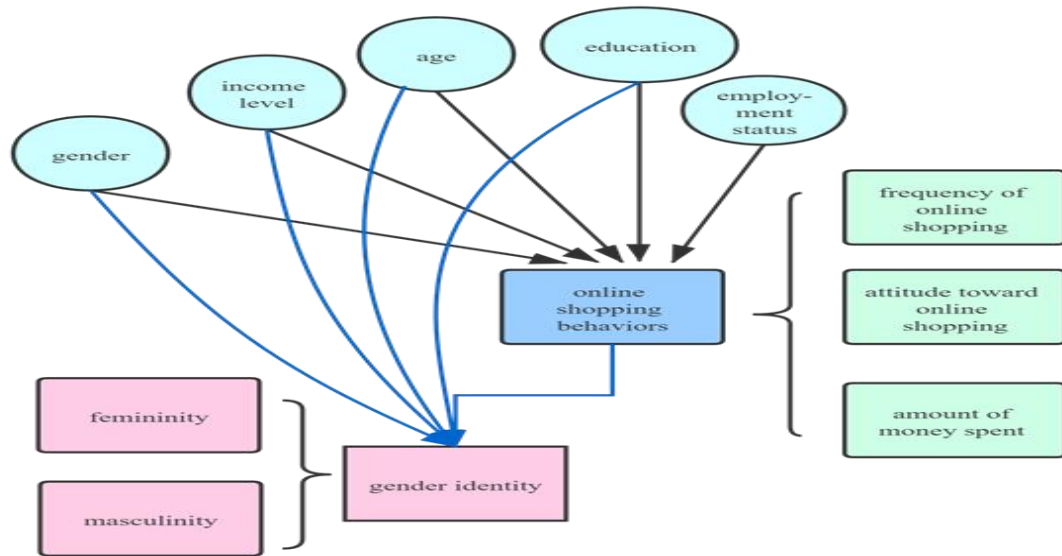 education
age
income
level
employ-
ment
status
gender
frequency of
online
shopping
online
shopping
behaviors
attitude toward
online
shopping
femininity
amount of
money spent
gender identity
masculinity